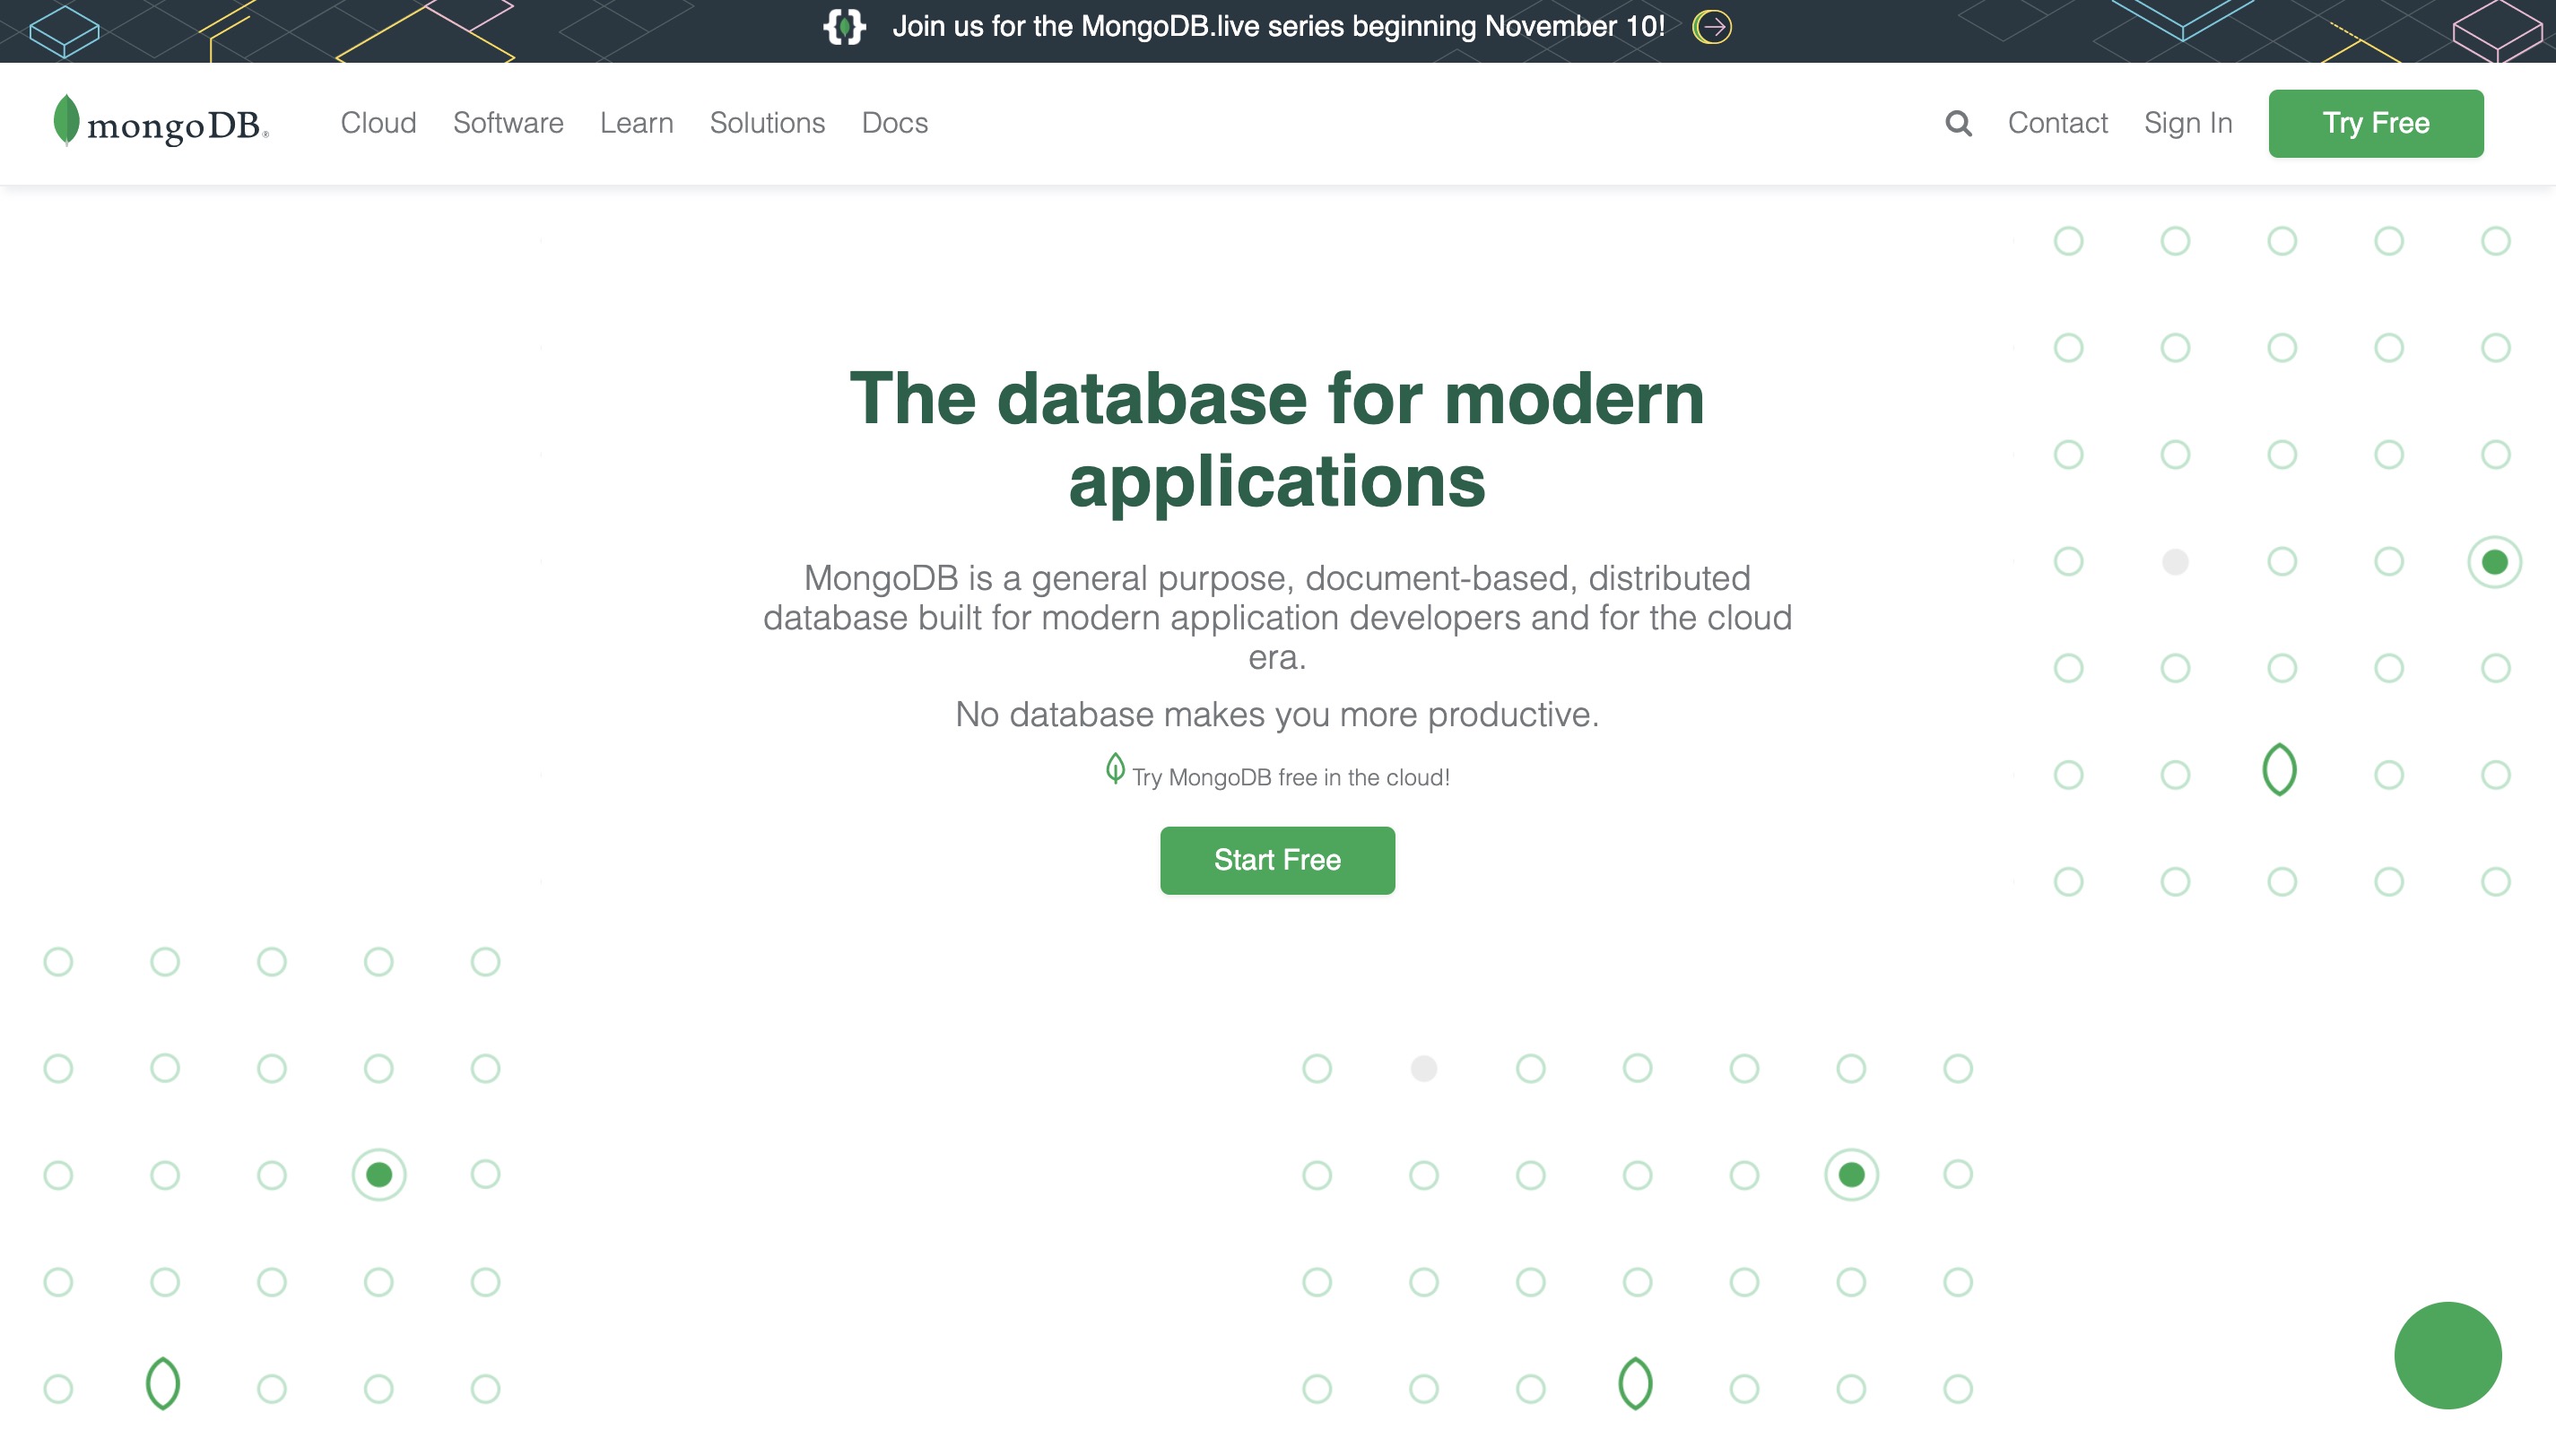 Join us for the MongoDB.live series beginning November 10!
mongoDB®
Cloud Software Learn Solutions Docs
Contact Sign In Try Free
The database for modern
applications
MongoDB is a general purpose, document-based, distributed
database built for modern application developers and for the cloud
era.
No database makes you more productive.
Try MongoDB free in the cloud!
Start Free